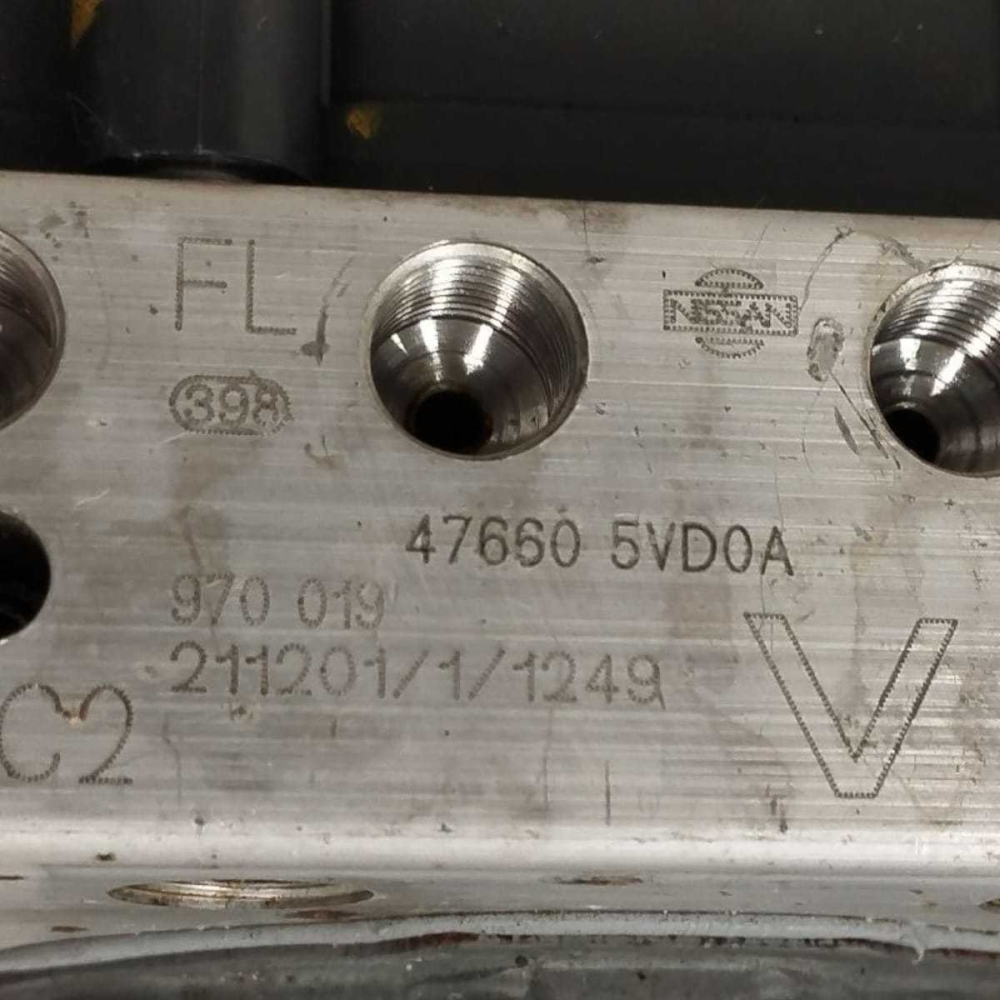 FL
NISSAN
398
47660 5VD0A
970 019
211201/1/1249
V
C2